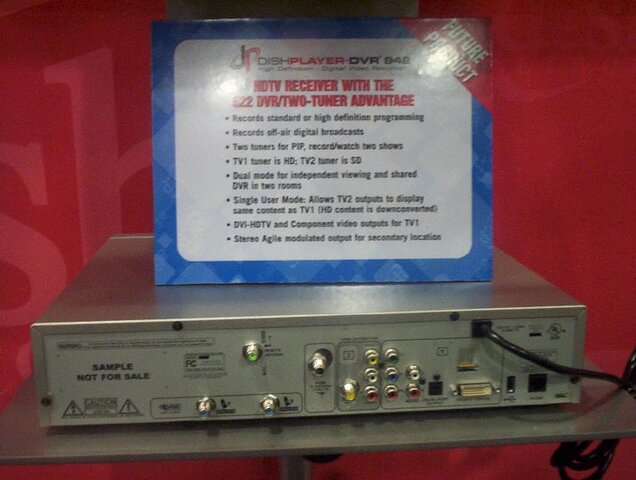 DISHPLAYER-DVR 942
High Definition - Digital Video Recorder
FUTURE
PRODUCT
HDTV RECEIVER WITH THE
522 DVR/TWO-TUNER ADVANTAGE
• Records standard or high definition programming
• Records off-air digital broadcasts
• Two tuners for PIP, record/watch two shows
• TV1 tuner is HD; TV2 tuner is SD
• Dual mode for independent viewing and shared
DVR in two rooms
• Single User Mode: Allows TV2 outputs to display
same content as TV1 (HD content is downconverted)
• DVI-HDTV and Component video outputs for TV1
• Stereo Agile modulated output for secondary location
SAMPLE
NOT FOR SALE
FC
CAUTION
2
1